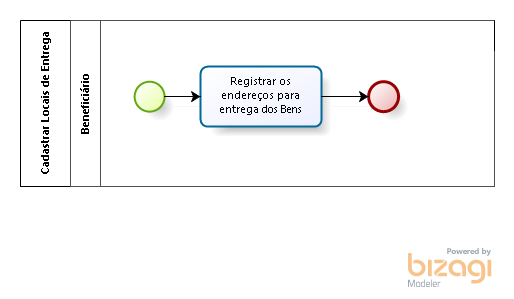 Cadastrar Locais de Entrega
Beneficiário
Registrar os
endereços para
entrega dos Bens
Powered by
bizagi
Modeler